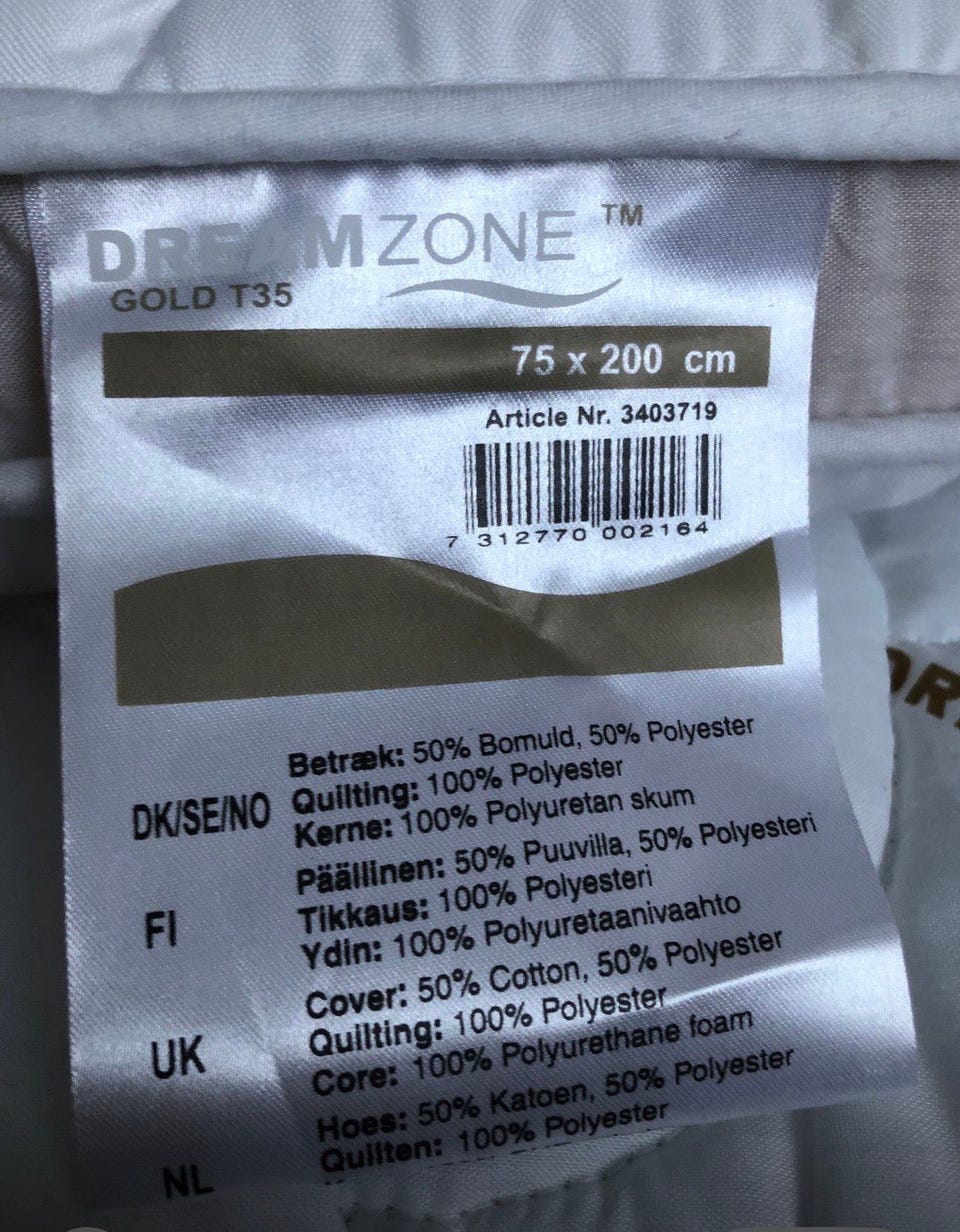 DREAMZONE™
GOLD T35
75 x 200 cm
Article Nr. 3403719
7 312770 002164
DK/SE/NO
Betræk: 50% Bomuld, 50% Polyester
Quilting: 100% Polyester
Kerne: 100% Polyuretan skum
FI
Päällinen: 50% Puuvilla, 50% Polyesteri
Tikkaus: 100% Polyesteri
Ydin: 100% Polyuretaanivaahto
UK
Cover: 50% Cotton, 50% Polyester
Quilting: 100% Polyester
Core: 100% Polyurethane foam
NL
Hoes: 50% Katoen, 50% Polyester
Quilten: 100% Polyester